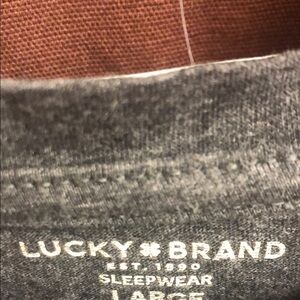 LUCKY BRAND
EST. 1990
SLEEPWEAR
LARGE